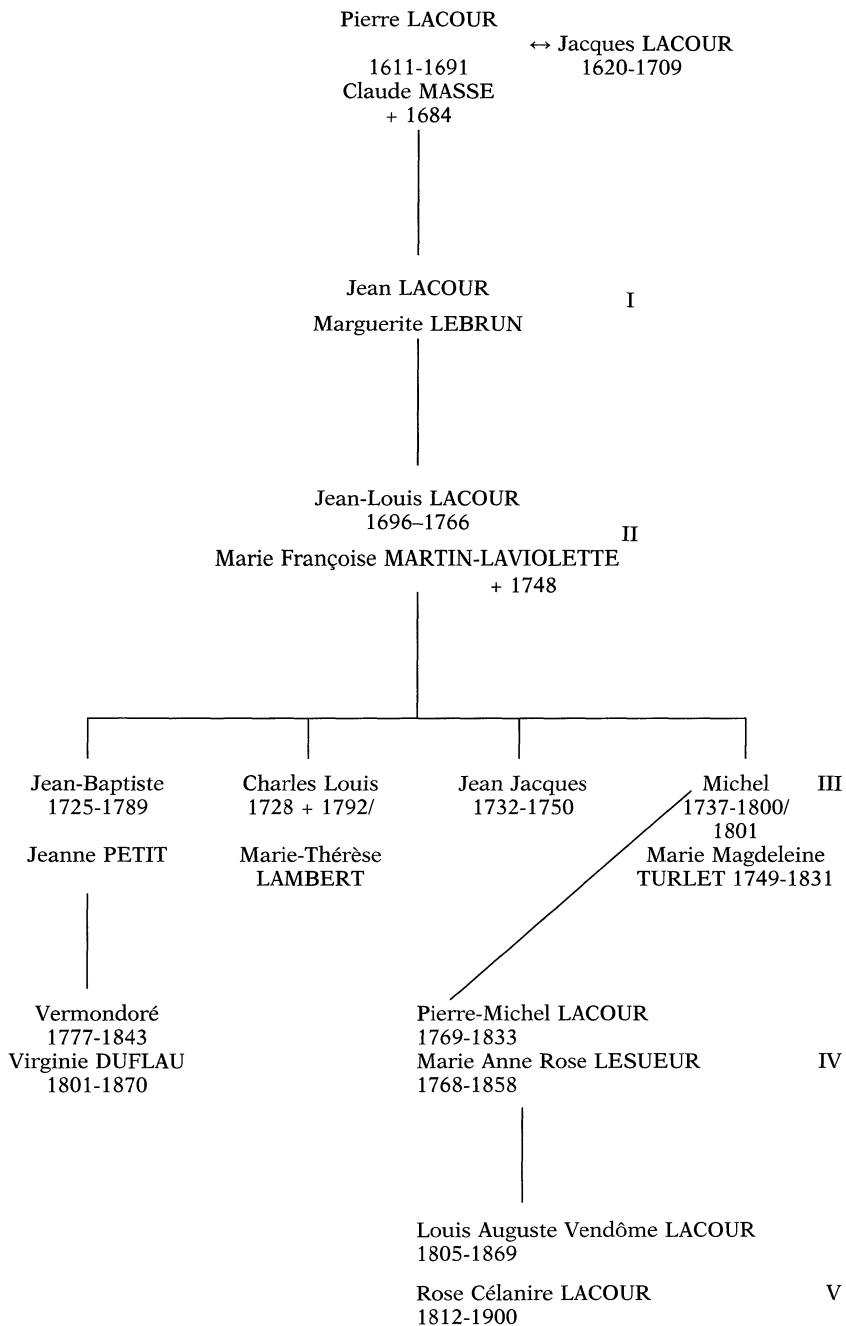 Pierre LACOUR
↔ Jacques LACOUR
1611-1691
1620-1709
Claude MASSE
+ 1684
Jean LACOUR
I
Marguerite LEBRUN
Jean-Louis LACOUR
1696–1766
II
Marie Françoise MARTIN-LAVIOLETTE
+ 1748
Jean-Baptiste
1725-1789
Jeanne PETIT
Charles Louis
1728 + 1792/
Marie-Thérèse
LAMBERT
Jean Jacques
1732-1750
Michel
III
1737-1800/
1801
Marie Magdeleine
TURLET 1749-1831
Vermondoré
1777-1843
Virginie DUFLAU
1801-1870
Pierre-Michel LACOUR
1769-1833
Marie Anne Rose LESUEUR
IV
1768-1858
Louis Auguste Vendôme LACOUR
1805-1869
Rose Célanire LACOUR
V
1812-1900